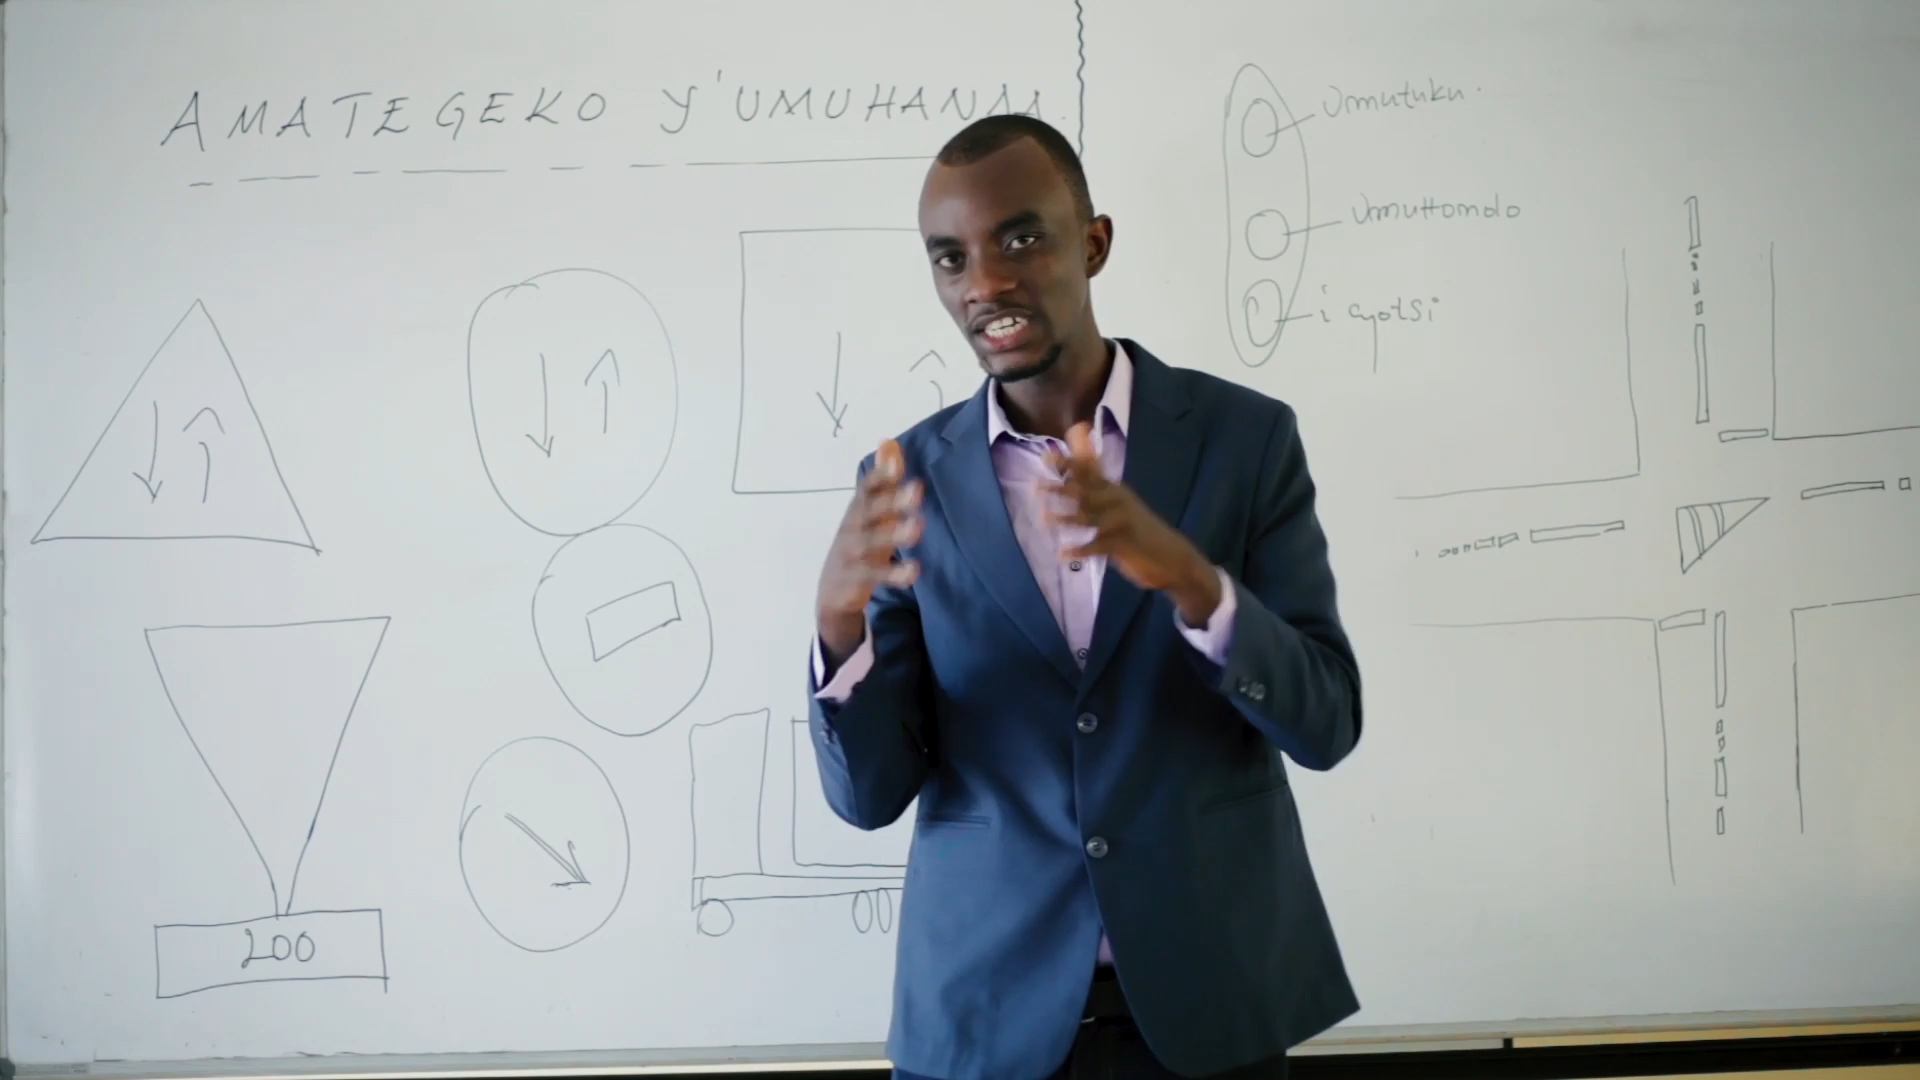 AMATEGEKO Y'UMUHANDA.
Umutuku.
Umuhondo
icyatsi
200